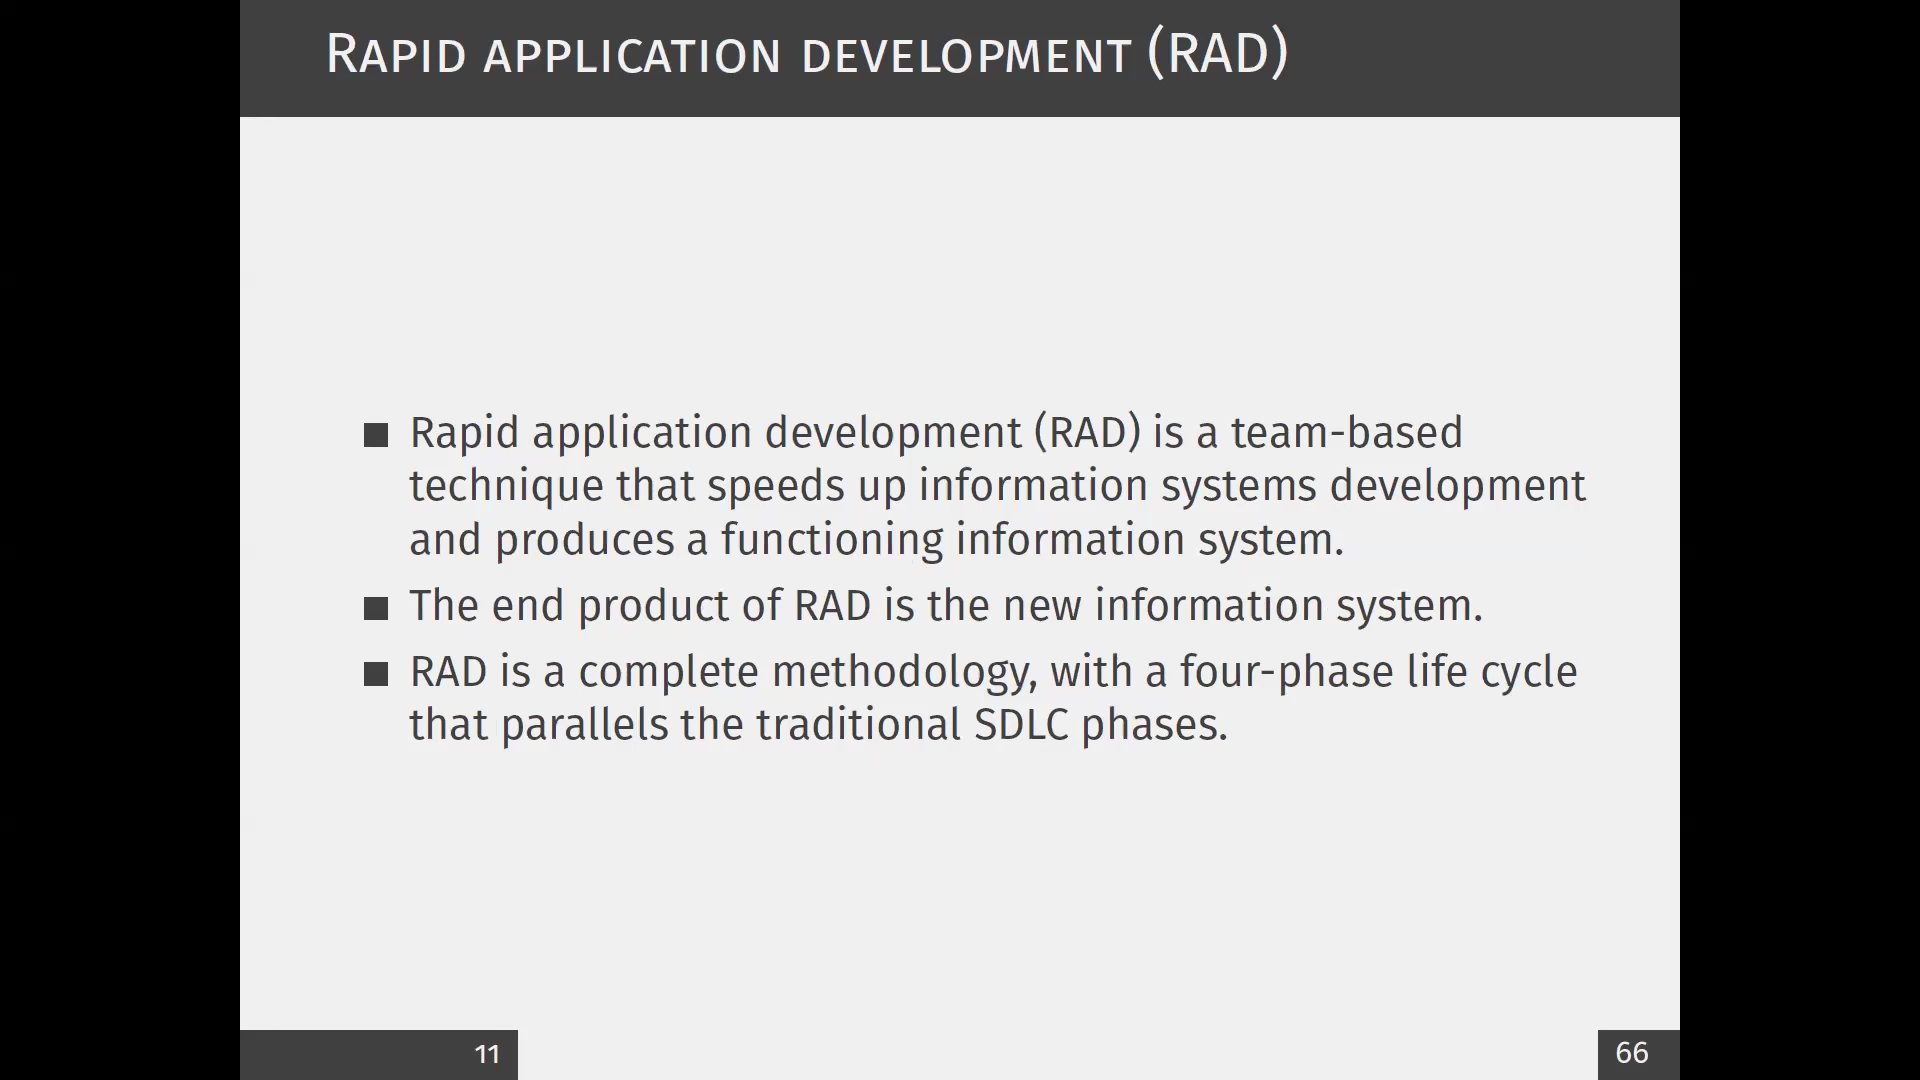 Rapid application development (RAD)
Rapid application development (RAD) is a team-based
technique that speeds up information systems development
and produces a functioning information system.
The end product of RAD is the new information system.
RAD is a complete methodology, with a four-phase life cycle
that parallels the traditional SDLC phases.
11
66